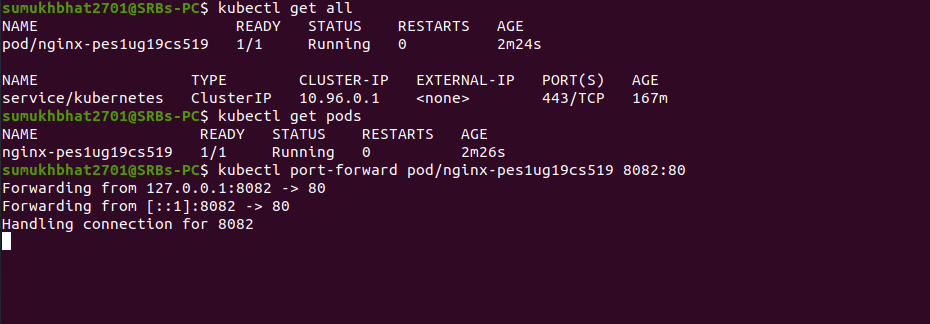 sumukhbhat2701@SRBs-PC$ kubectl get all
NAME READY STATUS RESTARTS AGE
pod/nginx-pes1ug19cs519 1/1 Running 0 2m24s
NAME TYPE CLUSTER-IP EXTERNAL-IP PORT(S) AGE
service/kubernetes ClusterIP 10.96.0.1 <none> 443/TCP 167m
sumukhbhat2701@SRBs-PC$ kubectl get pods
NAME READY STATUS RESTARTS AGE
nginx-pes1ug19cs519 1/1 Running 0 2m26s
sumukhbhat2701@SRBs-PC$ kubectl port-forward pod/nginx-pes1ug19cs519 8082:80
Forwarding from 127.0.0.1:8082 -> 80
Forwarding from [::1]:8082 -> 80
Handling connection for 8082